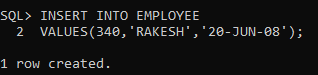 SQL> INSERT INTO EMPLOYEE
2 VALUES(340,'RAKESH','20-JUN-08');
1 row created.